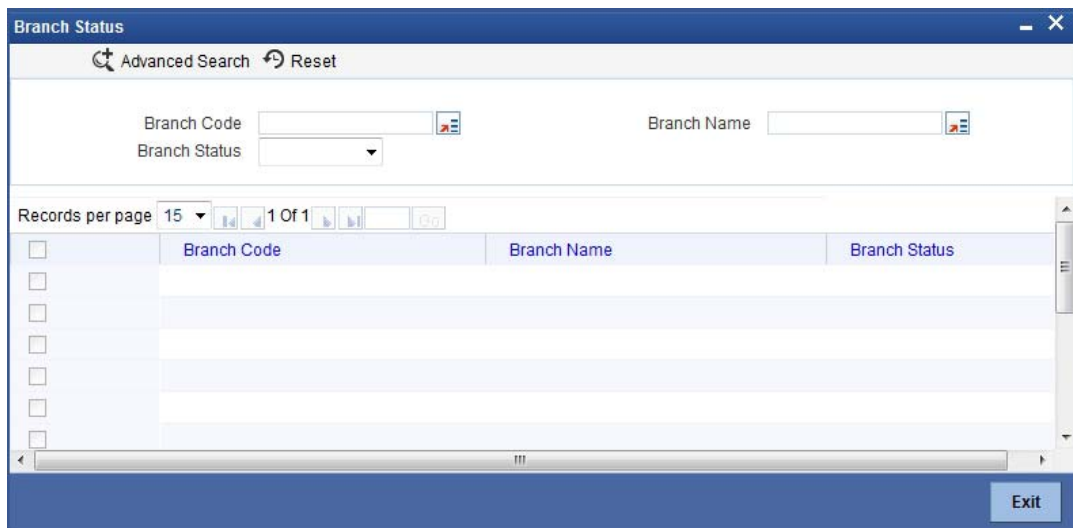 Branch Status
Advanced Search Reset
Branch Code Branch Name
Branch Status
Records per page 15 1 Of 1 Go
Branch Code Branch Name Branch Status
Exit